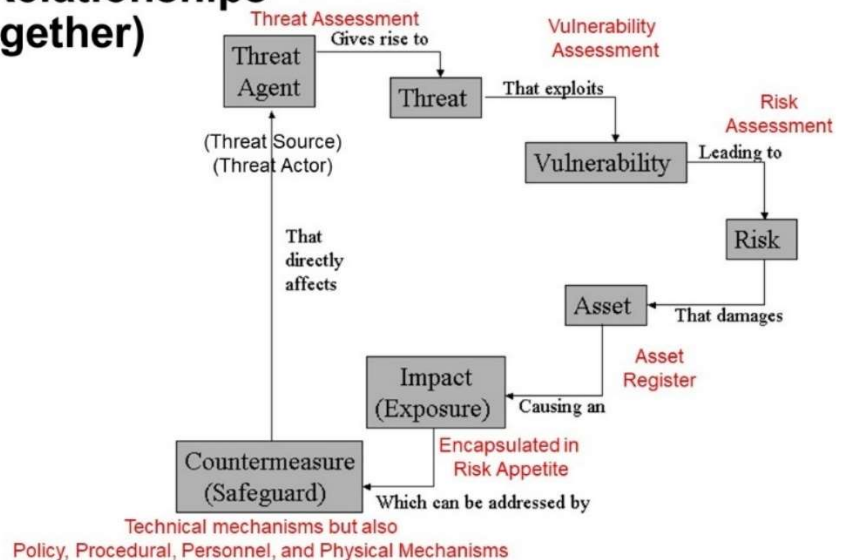 gether)
Threat Assessment
Gives rise to
Vulnerability
Assessment
Threat
Agent
Threat
That exploits
Risk
Assessment
(Threat Source)
(Threat Actor)
Vulnerability
Leading to
That
directly
affects
Risk
Asset
That damages
Asset
Register
Impact
(Exposure)
Causing an
Encapsulated in
Risk Appetite
Countermeasure
(Safeguard)
Which can be addressed by
Technical mechanisms but also
Policy, Procedural, Personnel, and Physical Mechanisms